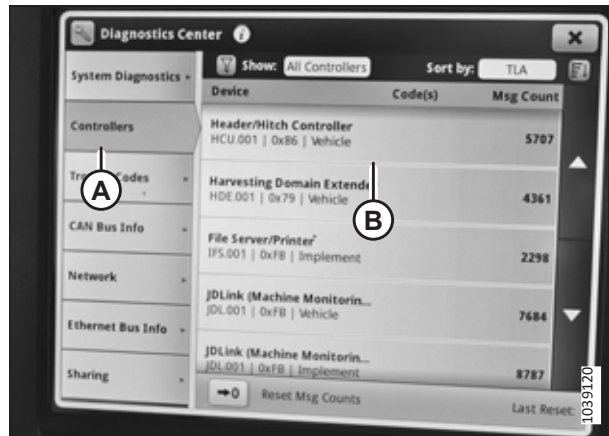 Diagnostics Center
System Diagnostics
Controllers
A
Codes
CAN Bus Info
Network
Ethernet Bus Info
Sharing
Show: All Controllers Sort by: TLA
Device Code(s) Msg Count
Header/Hitch Controller
HCU.001 | 0xB6 | Vehicle 5707
B
Harvesting Domain Extende
HDE.001 | 0x79 | Vehicle 4361
File Server/Printer
IFS.001 | 0xFB | Implement 2298
JDLink (Machine Monitorin...
JDL.001 | 0xFB | Vehicle 7684
JDLink (Machine Monitorin...
JDL.001 | 0xFB | Implement 8787
→0 Reset Msg Counts Last Reset:
1039120